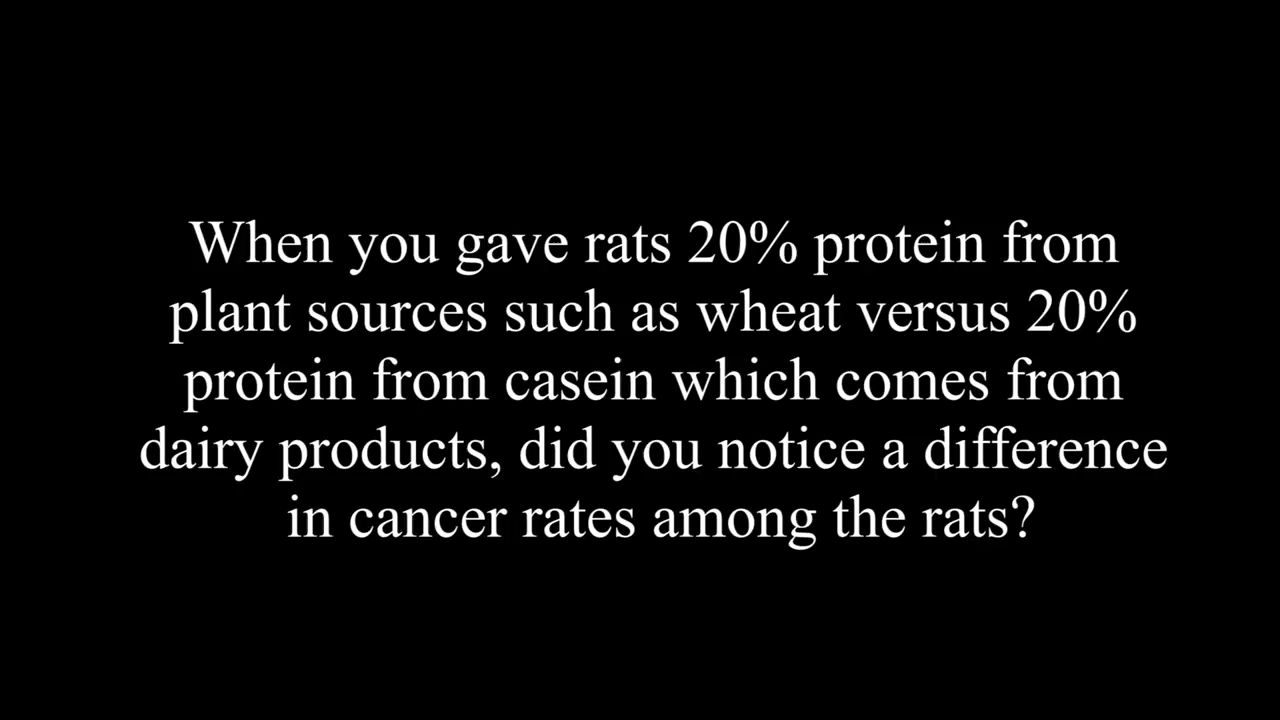 When you gave rats 20% protein from
plant sources such as wheat versus 20%
protein from casein which comes from
dairy products, did you notice a difference
in cancer rates among the rats?